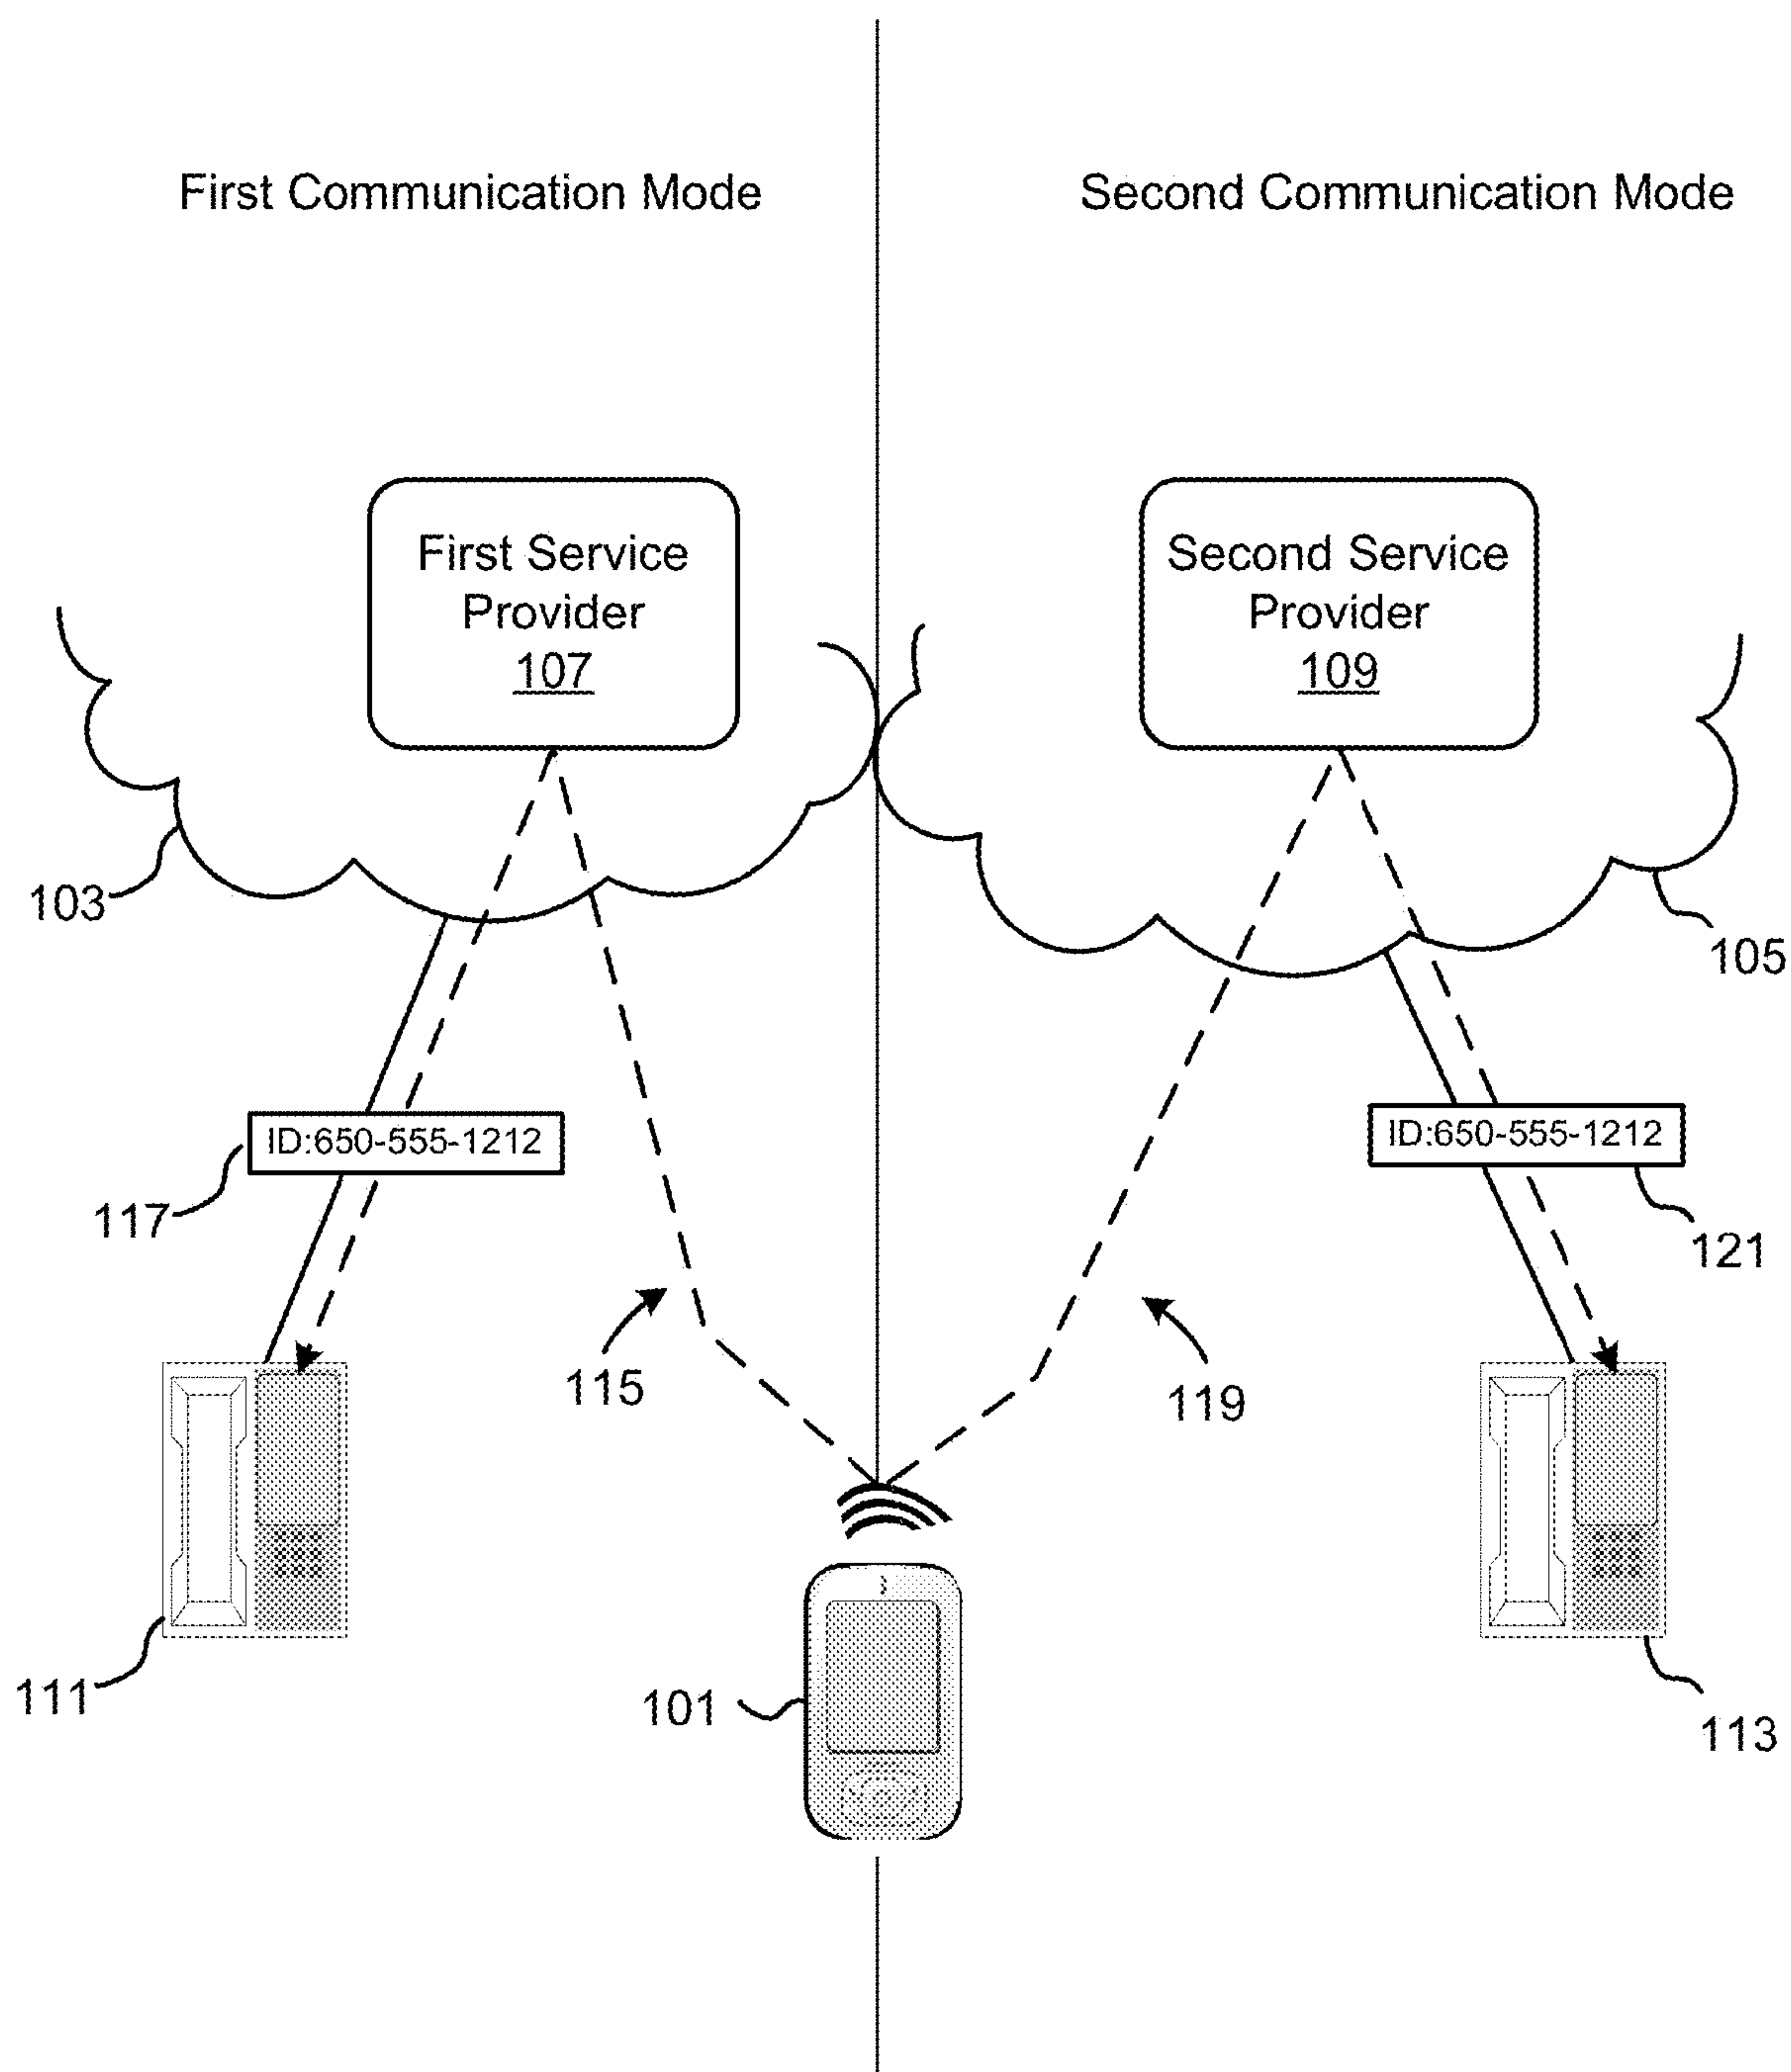 First Communication Mode
Second Communication Mode
First Service
Provider
107
Second Service
Provider
109
103
105
ID:650-555-1212
ID:650-555-1212
117
121
115
119
111
101
113